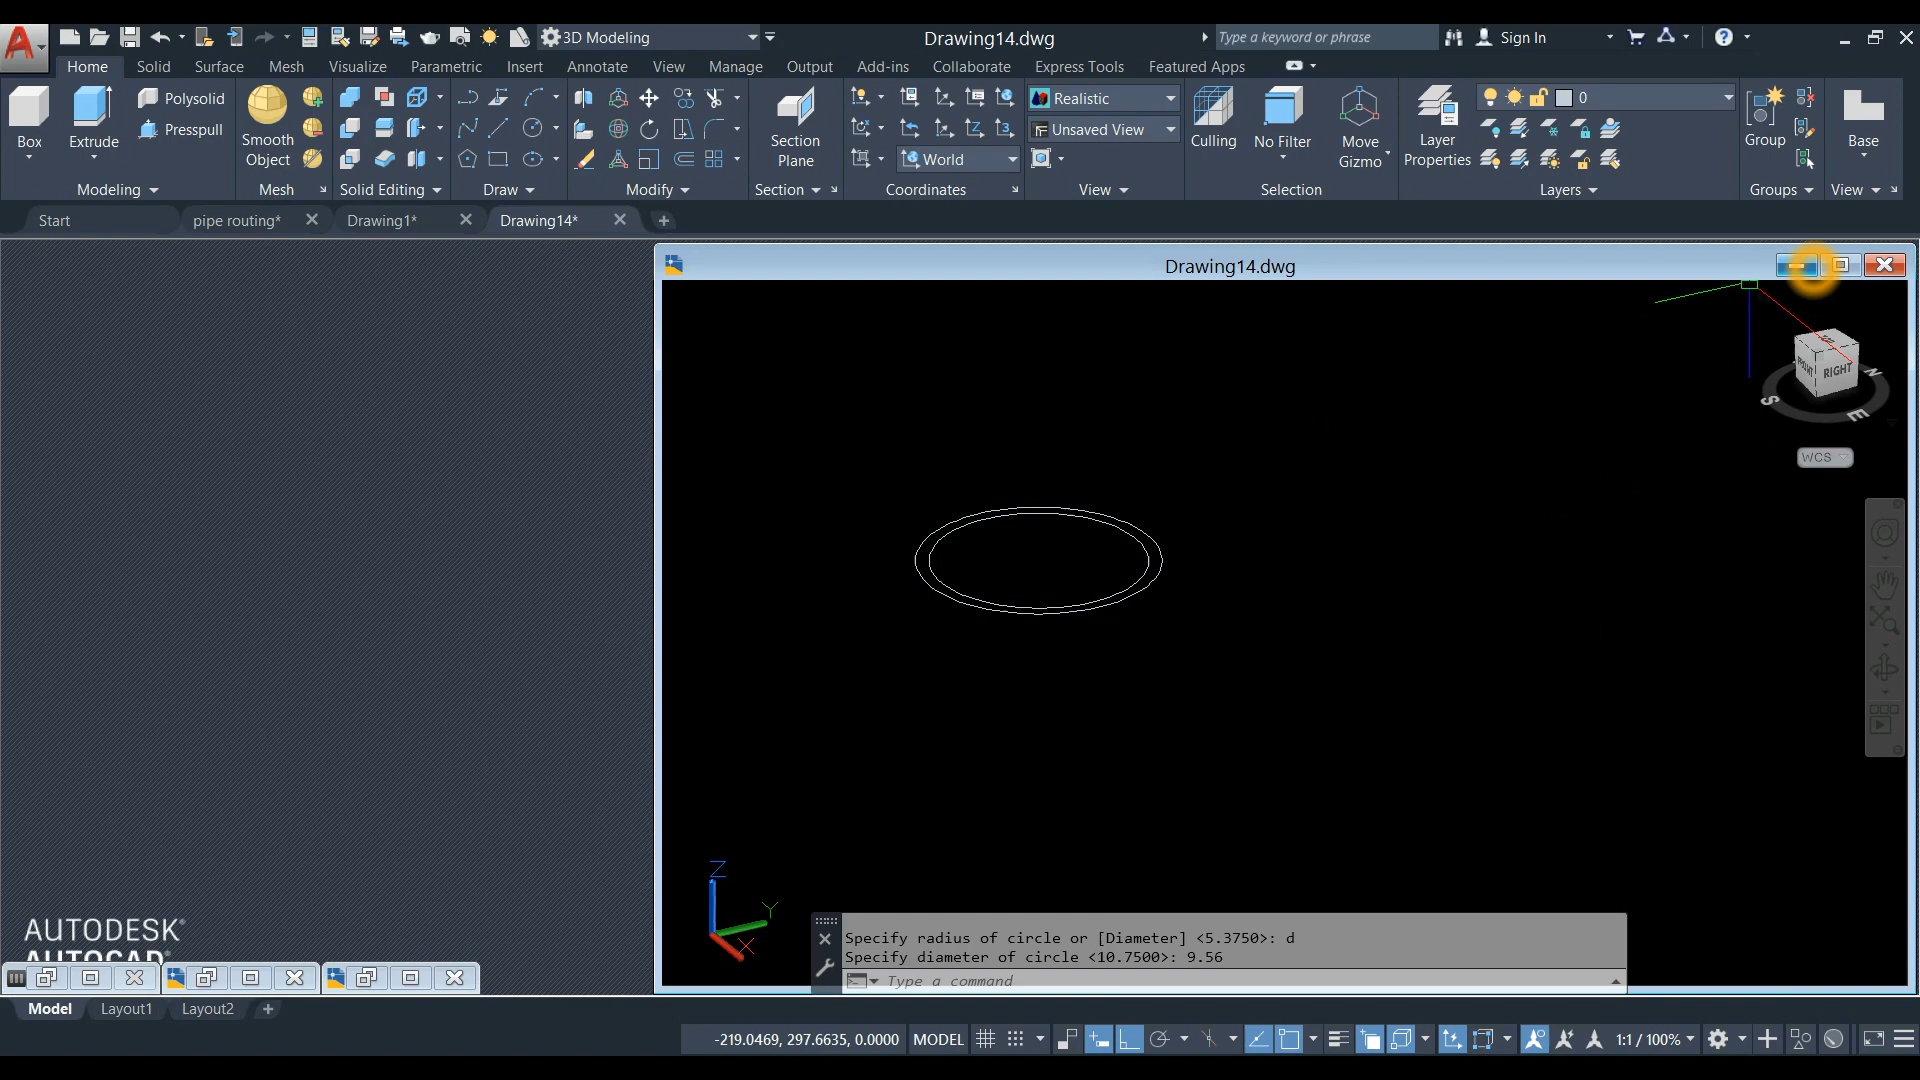 3D Modeling
Drawing14.dwg
Type a keyword or phrase
Sign In
Home Solid Surface Mesh Visualize Parametric Insert Annotate View Manage Output Add-ins Collaborate Express Tools Featured Apps
Box
Extrude
Polysolid
Presspull
Smooth
Object
Section
Plane
Realistic
Unsaved View
World
Culling
No Filter
Move
Gizmo
Layer
Properties
0
Group
Base
Modeling Mesh Solid Editing Draw Modify Section Coordinates View Selection Layers Groups View
Start pipe routing* Drawing1* Drawing14*
Drawing14.dwg
RIGHT
N
S
E
WCS
Z
Y
X
AUTODESK®
AUTOCAD®
Specify radius of circle or [Diameter] <5.3750>: d
Specify diameter of circle <10.7500>: 9.56
Type a command
Model Layout1 Layout2
-219.0469, 297.6635, 0.0000 MODEL 1:1 / 100%